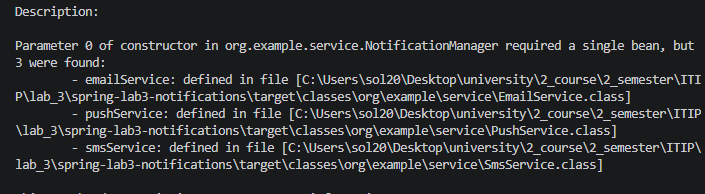 Description:
Parameter 0 of constructor in org.example.service.NotificationManager required a single bean, but
3 were found:
- emailService: defined in file [C:\Users\sol20\Desktop\university\2_course\2_semester\ITI
P\lab_3\spring-lab3-notifications\target\classes\org\example\service\EmailService.class]
- pushService: defined in file [C:\Users\sol20\Desktop\university\2_course\2_semester\ITIP
\lab_3\spring-lab3-notifications\target\classes\org\example\service\PushService.class]
- smsService: defined in file [C:\Users\sol20\Desktop\university\2_course\2_semester\ITIP\
lab_3\spring-lab3-notifications\target\classes\org\example\service\SmsService.class]